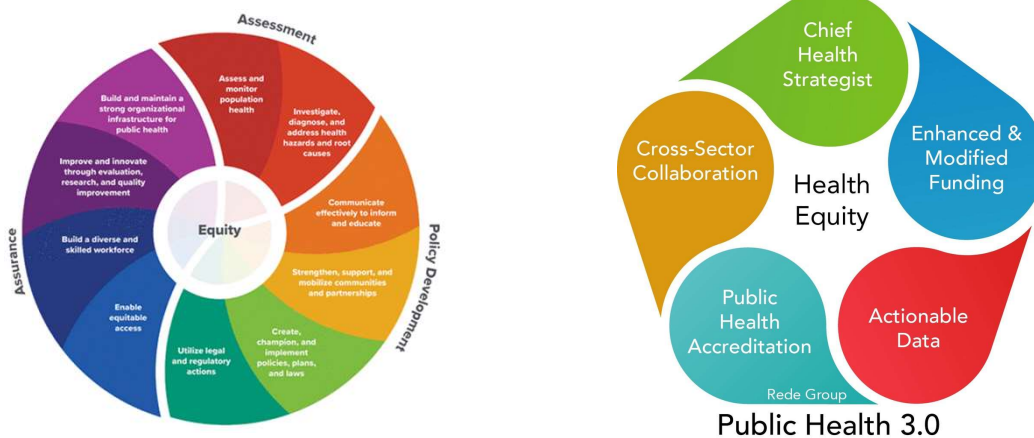 Assessment
Assess and
monitor
population
health
Investigate,
diagnose, and
address health
hazards and root
causes
Communicate
effectively to inform
and educate
Strengthen, support, and
mobilize communities
and partnerships
Create,
champion, and
implement
policies, plans,
and laws
Utilize legal
and regulatory
actions
Enable
equitable
access
Build a diverse and
skilled workforce
Improve and innovate
through evaluation,
research, and quality
improvement
Build and maintain a
strong organizational
infrastructure for
public health
Equity
Policy Development
Assurance
Chief
Health
Strategist
Enhanced &
Modified
Funding
Actionable
Data
Public
Health
Accreditation
Cross-Sector
Collaboration
Health
Equity
Rede Group
Public Health 3.0